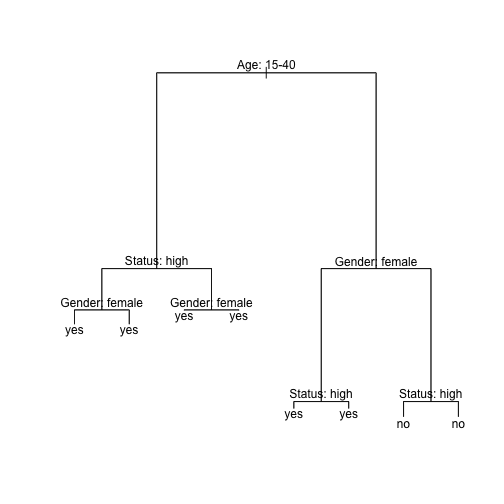 Age: 15-40
Status: high
Gender: female
Gender: female
Gender: female
yes
yes
yes
yes
Status: high
Status: high
yes
yes
no
no